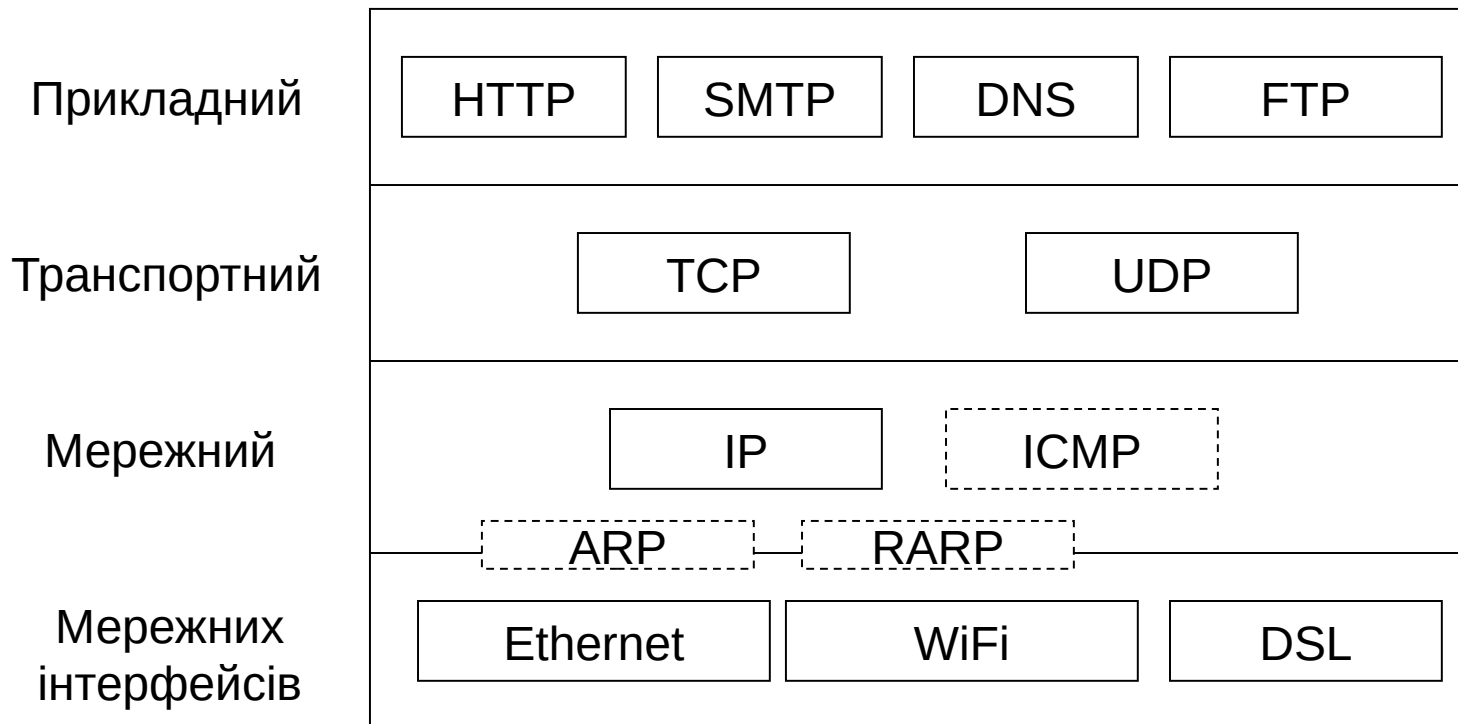 Прикладний
HTTP SMTP DNS FTP
Транспортний
TCP UDP
Мережний
IP ICMP
ARP RARP
Мережних
інтерфейсів
Ethernet WiFi DSL